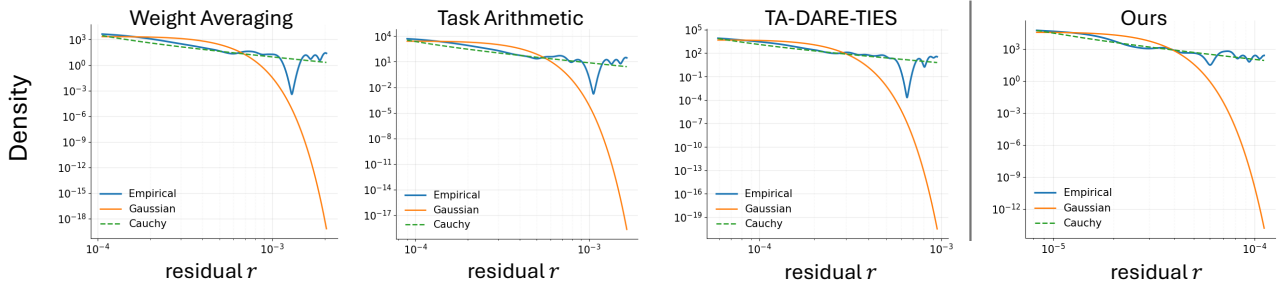 Weight Averaging
Density
10^3
10^0
10^-3
10^-6
10^-9
10^-12
10^-15
10^-18
Empirical
Gaussian
Cauchy
10^-4
10^-3
residual r
Task Arithmetic
10^4
10^1
10^-2
10^-5
10^-8
10^-11
10^-14
10^-17
Empirical
Gaussian
Cauchy
10^-4
10^-3
residual r
TA-DARE-TIES
10^5
10^2
10^-1
10^-4
10^-7
10^-10
10^-13
10^-16
10^-19
Empirical
Gaussian
Cauchy
10^-4
10^-3
residual r
Ours
10^3
10^0
10^-3
10^-6
10^-9
10^-12
Empirical
Gaussian
Cauchy
10^-5
10^-4
residual r